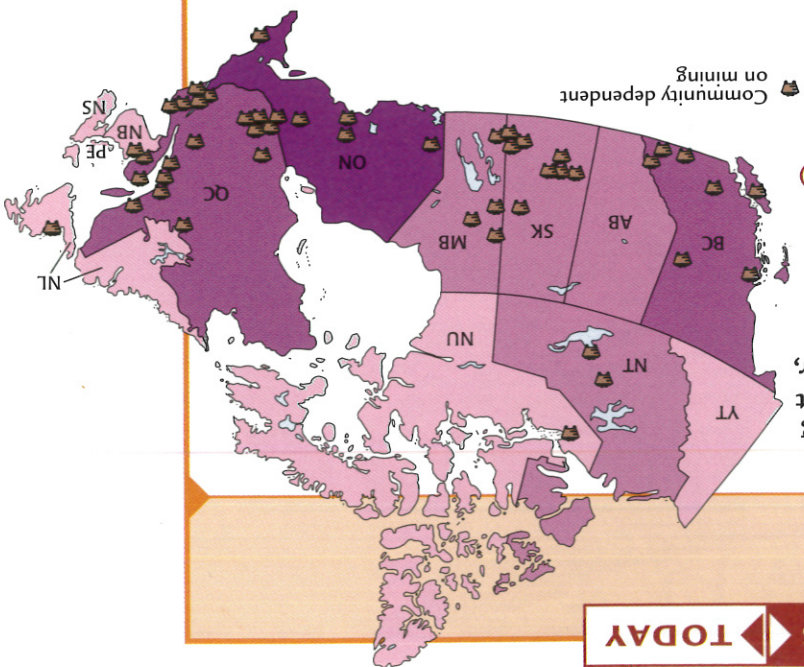 TODAY
YT
NT
NU
NL
BC
AB
SK
MB
ON
QC
PE
NB
NS
Community dependent
on mining